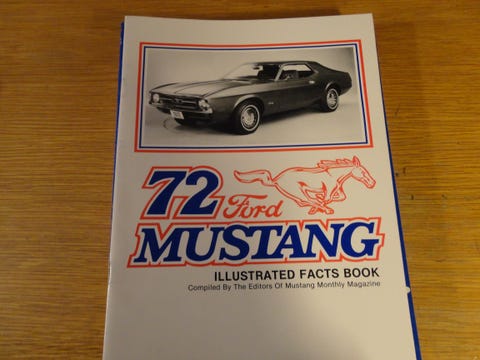 72 Ford
MUSTANG
ILLUSTRATED FACTS BOOK
Compiled By The Editors Of Mustang Monthly Magazine